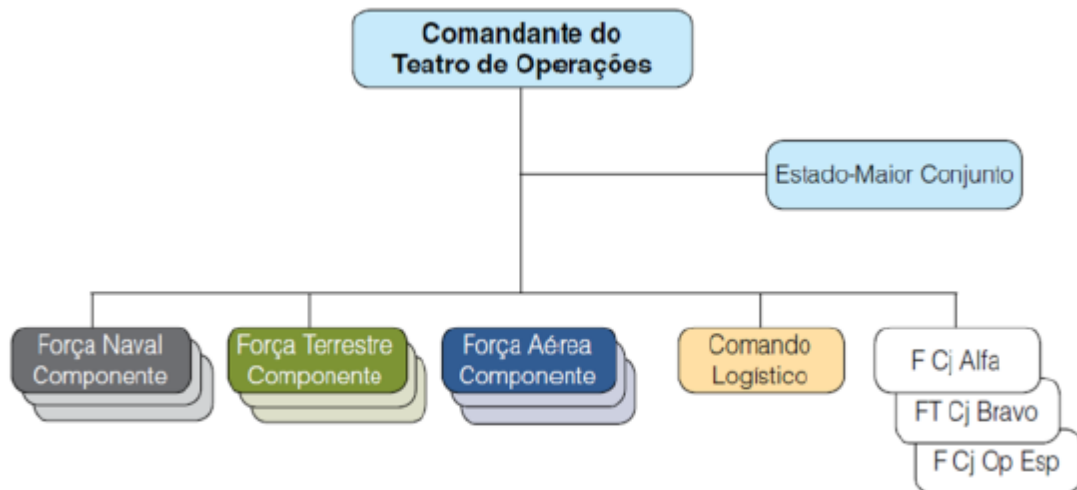 Comandante do
Teatro de Operações
Estado-Maior Conjunto
Força Naval
Componente
Força Terrestre
Componente
Força Aérea
Componente
Comando
Logístico
F Cj Alfa
FT Cj Bravo
F Cj Op Esp